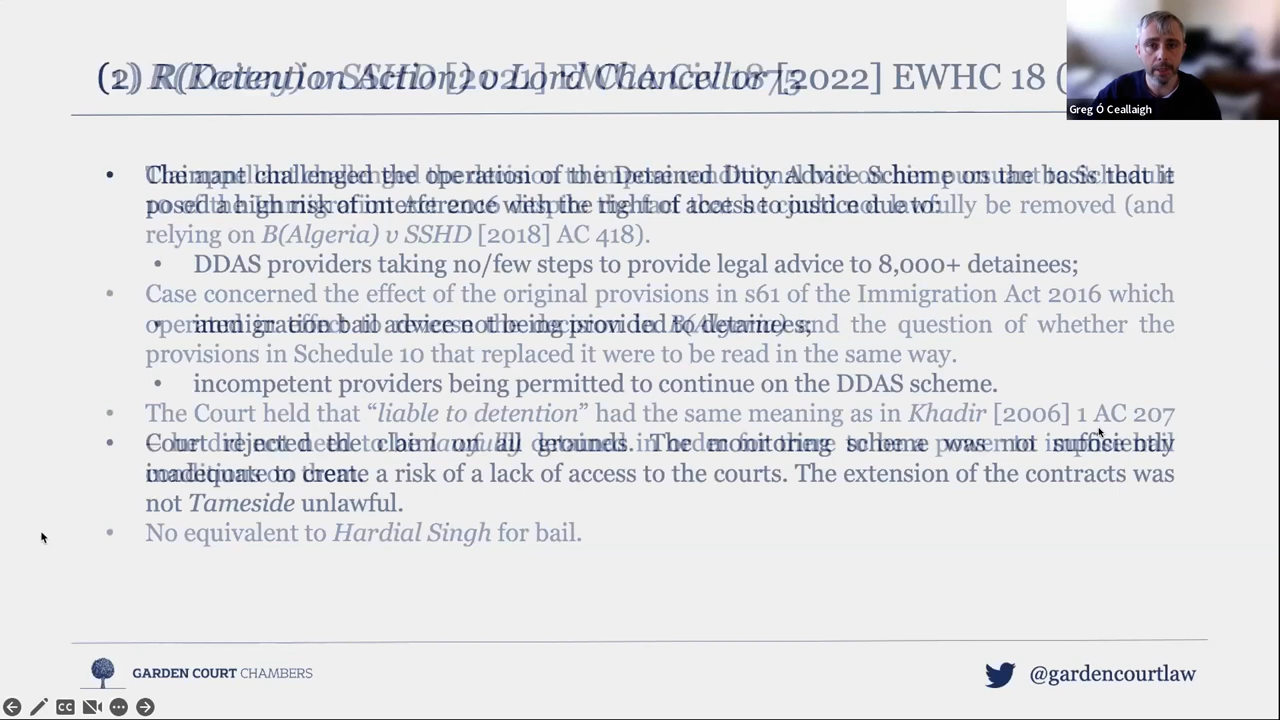 (2) R(Detention Action) v Lord Chancellor [2022] EWHC 18 (
Greg Ó Ceallaigh
• Claimant challenged the operation of the Detained Duty Advice Scheme on the basis that it
posed a high risk of interference with the right of access to justice due to:
relying on B(Algeria) v SSHD [2018] AC 418).
• DDAS providers taking no/few steps to provide legal advice to 8,000+ detainees;
• Case concerned the effect of the original provisions in s61 of the Immigration Act 2016 which
• immigration bail advice not being provided to detainees; and the question of whether the
provisions in Schedule 10 that replaced it were to be read in the same way.
• incompetent providers being permitted to continue on the DDAS scheme.
• The Court held that “liable to detention” had the same meaning as in Khadir [2006] 1 AC 207
• Court rejected the claim on all grounds. The monitoring scheme was not sufficiently
inadequate to create a risk of a lack of access to the courts. The extension of the contracts was
not Tameside unlawful.
• No equivalent to Hardial Singh for bail.
GARDEN COURT CHAMBERS
@gardencourtlaw
CC